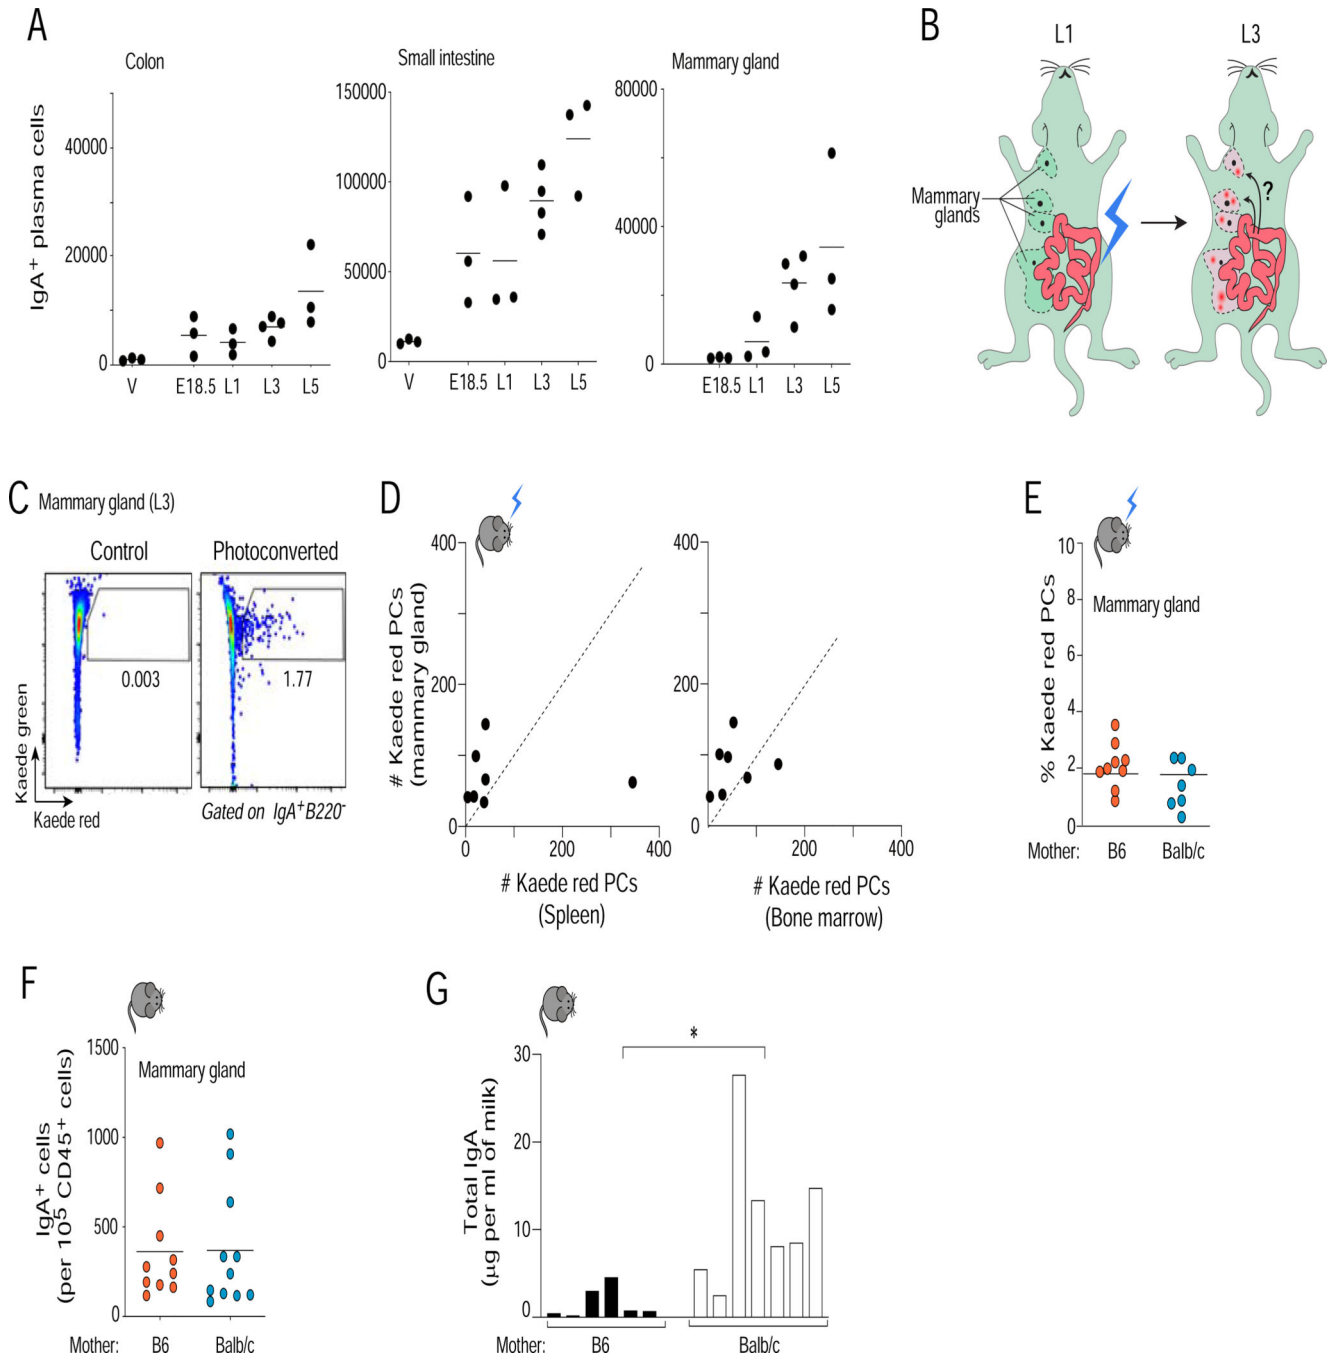 A
Colon
IgA+ plasma cells
40000
20000
0
V
E18.5
L1
L3
L5
Small intestine
150000
100000
50000
0
V
E18.5
L1
L3
L5
Mammary gland
80000
40000
0
E18.5
L1
L3
L5
B
L1
L3
Mammary
glands
?
C
Mammary gland (L3)
Control
Photoconverted
0.003
1.77
Kaede green
Kaede red
Gated on IgA+B220-
D
# Kaede red PCs
(mammary gland)
400
200
0
0
200
400
# Kaede red PCs
(Spleen)
400
200
0
200
400
# Kaede red PCs
(Bone marrow)
E
% Kaede red PCs
10
8
6
4
2
0
Mammary gland
Mother:
B6
Balb/c
F
IgA+ cells
(per 10⁵ CD45+ cells)
1500
1000
500
0
Mammary gland
Mother:
B6
Balb/c
G
Total IgA
(µg per ml of milk)
30
20
10
0
*
Mother:
B6
Balb/c